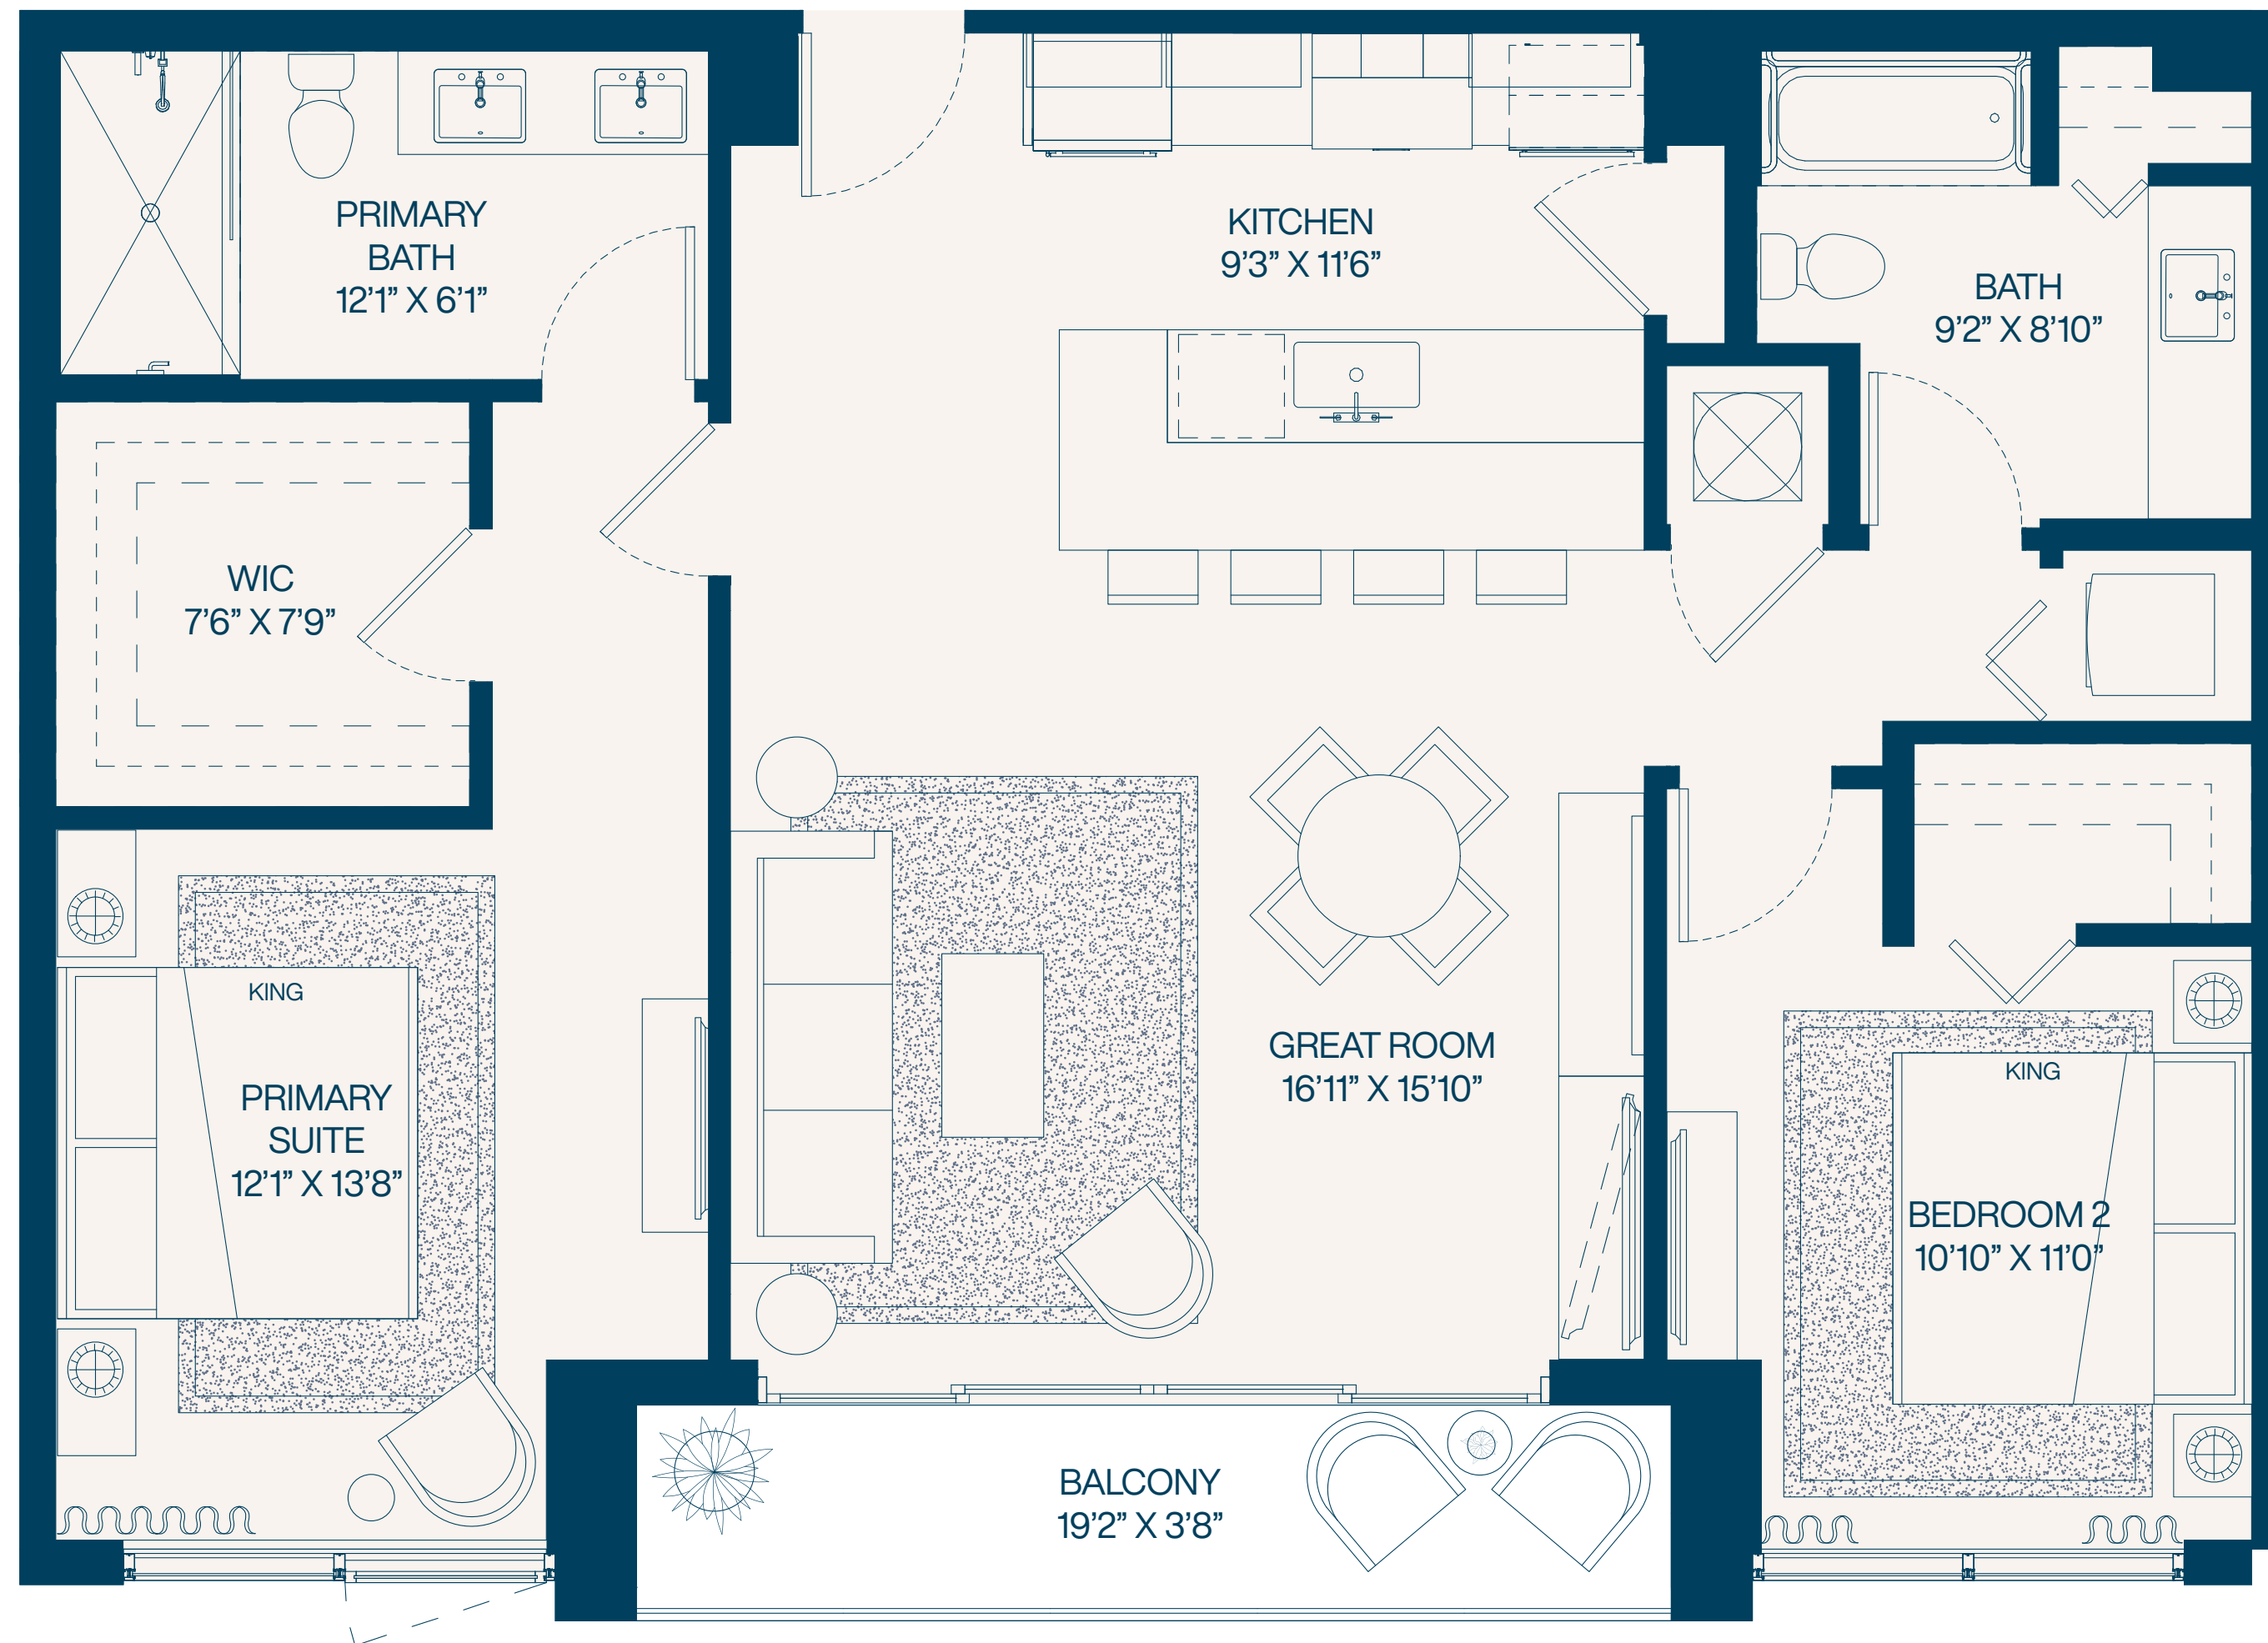 PRIMARY
BATH
12’1” X 6’1”
KITCHEN
9’3” X 11’6”
BATH
9’2” X 8’10”
WIC
7’6” X 7’9”
KING
PRIMARY
SUITE
12’1” X 13’8”
GREAT ROOM
16’11” X 15’10”
KING
BEDROOM 2
10’10” X 11’0”
BALCONY
19’2” X 3’8”